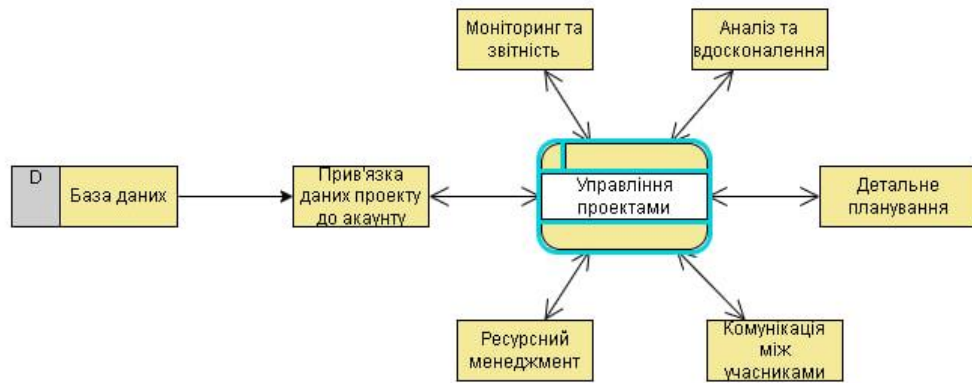 Моніторинг та
звітність
Аналіз та
вдосконалення
D
База даних
Прив'язка
даних проекту
до акаунту
Управління
проектами
Детальне
планування
Ресурсний
менеджмент
Комунікація
між
учасниками